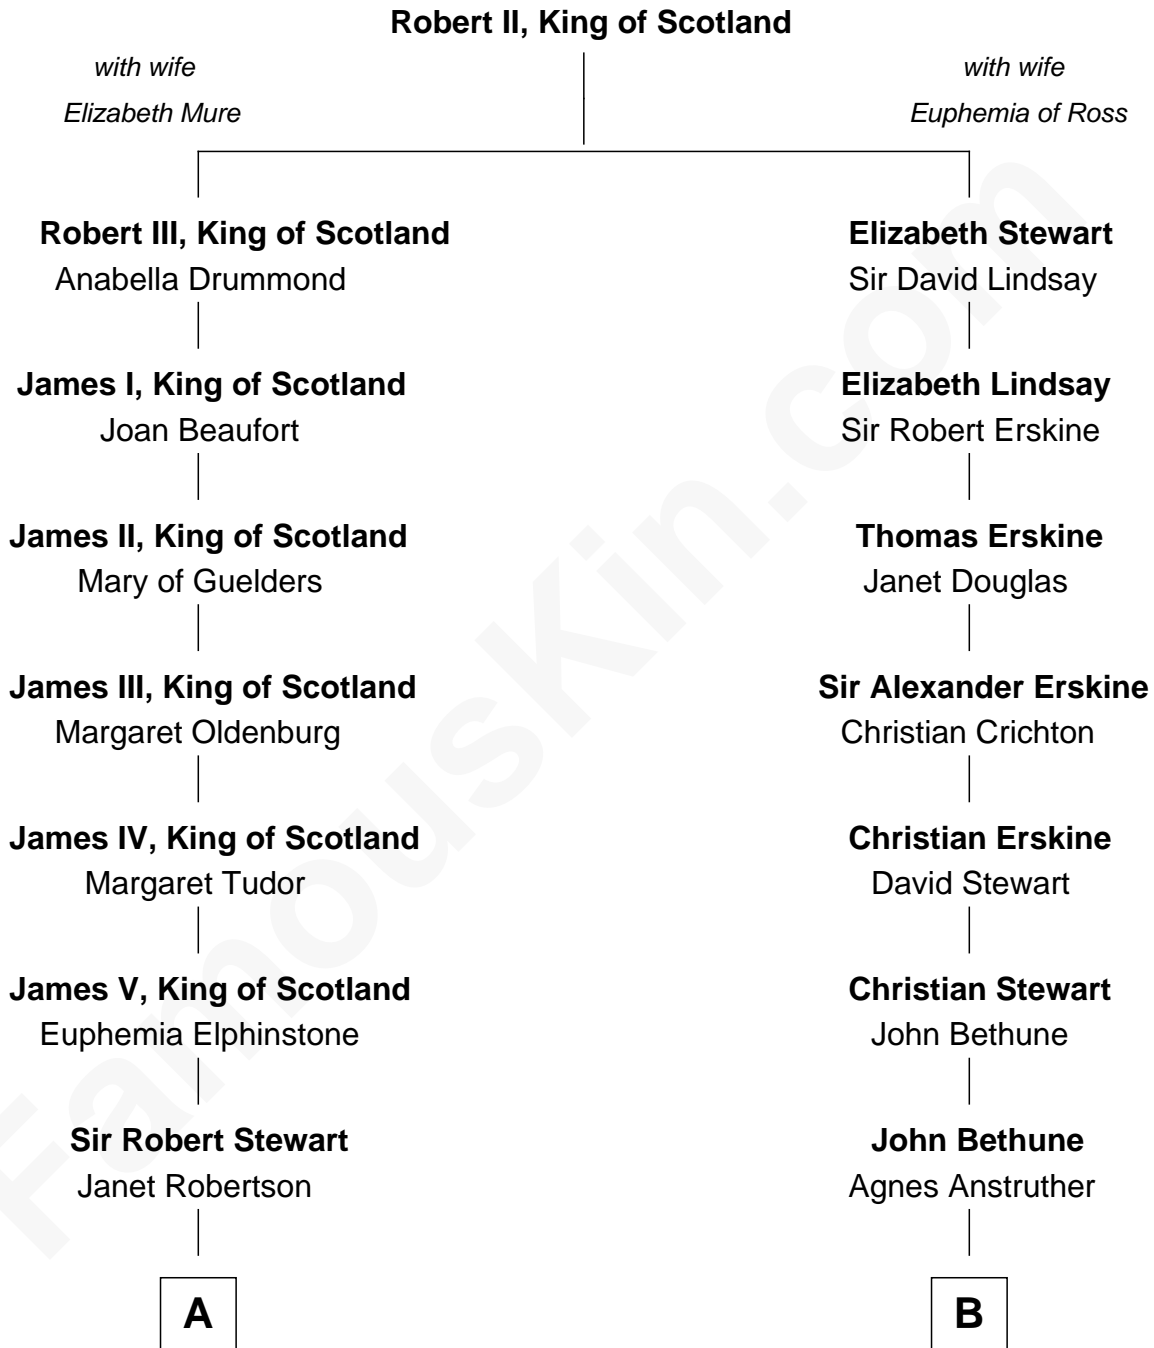 Robert II, King of Scotland
with wife
Elizabeth Mure
with wife
Euphemia of Ross
Robert III, King of Scotland
Anabella Drummond
Elizabeth Stewart
Sir David Lindsay
James I, King of Scotland
Joan Beaufort
Elizabeth Lindsay
Sir Robert Erskine
James II, King of Scotland
Mary of Guelders
Thomas Erskine
Janet Douglas
James III, King of Scotland
Margaret Oldenburg
Sir Alexander Erskine
Christian Crichton
James IV, King of Scotland
Margaret Tudor
Christian Erskine
David Stewart
James V, King of Scotland
Euphemia Elphinstone
Christian Stewart
John Bethune
Sir Robert Stewart
Janet Robertson
John Bethune
Agnes Anstruther
A
B
FamousKin.com